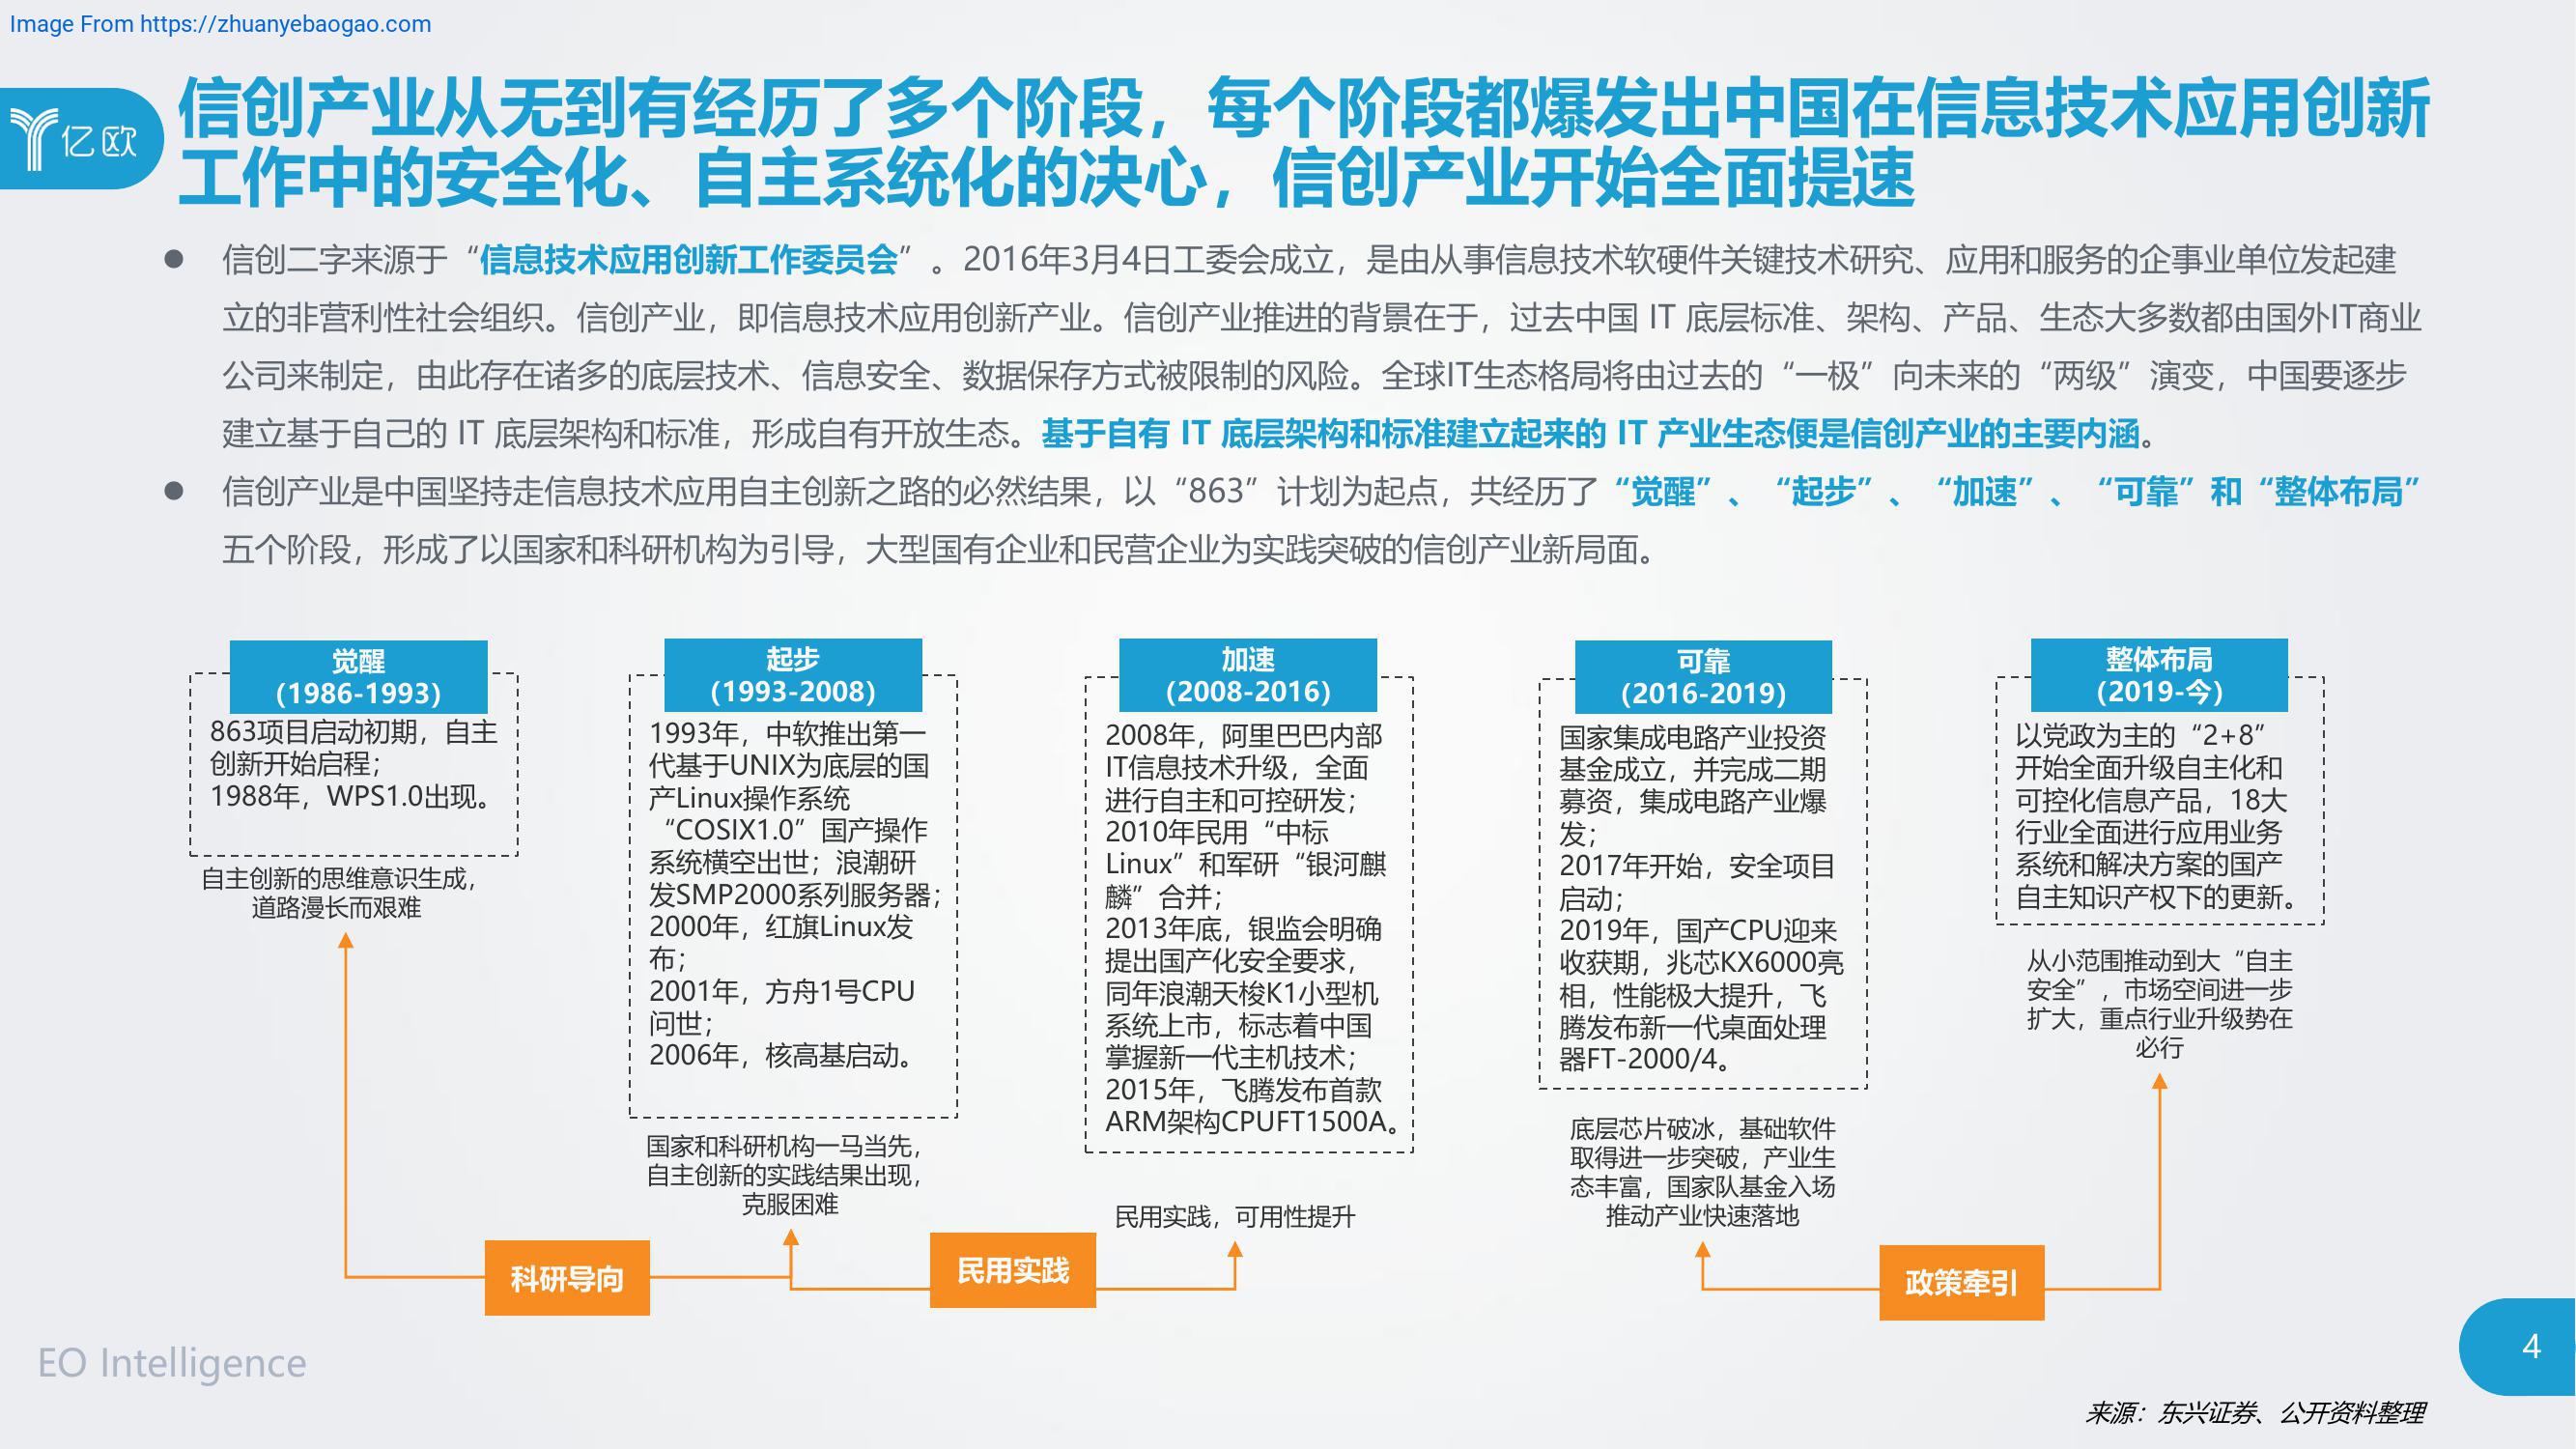 Image From https://zhuanyebaogao.com
亿欧
信创产业从无到有经历了多个阶段，每个阶段都爆发出中国在信息技术应用创新
工作中的安全化、自主系统化的决心，信创产业开始全面提速
● 信创二字来源于“信息技术应用创新工作委员会”。2016年3月4日工委会成立，是由从事信息技术软硬件关键技术研究、应用和服务的企事业单位发起建
立的非营利性社会组织。信创产业，即信息技术应用创新产业。信创产业推进的背景在于，过去中国 IT 底层标准、架构、产品、生态大多数都由国外IT商业
公司来制定，由此存在诸多的底层技术、信息安全、数据保存方式被限制的风险。全球IT生态格局将由过去的“一极”向未来的“两级”演变，中国要逐步
建立基于自己的 IT 底层架构和标准，形成自有开放生态。基于自有 IT 底层架构和标准建立起来的 IT 产业生态便是信创产业的主要内涵。
● 信创产业是中国坚持走信息技术应用自主创新之路的必然结果，以“863”计划为起点，共经历了“觉醒”、“起步”、“加速”、“可靠”和“整体布局”
五个阶段，形成了以国家和科研机构为引导，大型国有企业和民营企业为实践突破的信创产业新局面。
觉醒
（1986-1993）
863项目启动初期，自主
创新开始启程；
1988年，WPS1.0出现。
自主创新的思维意识生成，
道路漫长而艰难
起步
（1993-2008）
1993年，中软推出第一
代基于UNIX为底层的国
产Linux操作系统
“COSIX1.0”国产操作
系统横空出世；浪潮研
发SMP2000系列服务器；
2000年，红旗Linux发
布；
2001年，方舟1号CPU
问世；
2006年，核高基启动。
国家和科研机构一马当先，
自主创新的实践结果出现，
克服困难
加速
（2008-2016）
2008年，阿里巴巴内部
IT信息技术升级，全面
进行自主和可控研发；
2010年民用“中标
Linux”和军研“银河麒
麟”合并；
2013年底，银监会明确
提出国产化安全要求，
同年浪潮天梭K1小型机
系统上市，标志着中国
掌握新一代主机技术；
2015年，飞腾发布首款
ARM架构CPUFT1500A。
民用实践，可用性提升
可靠
（2016-2019）
国家集成电路产业投资
基金成立，并完成二期
募资，集成电路产业爆
发；
2017年开始，安全项目
启动；
2019年，国产CPU迎来
收获期，兆芯KX6000亮
相，性能极大提升，飞
腾发布新一代桌面处理
器FT-2000/4。
底层芯片破冰，基础软件
取得进一步突破，产业生
态丰富，国家队基金入场
推动产业快速落地
整体布局
（2019-今）
以党政为主的“2+8”
开始全面升级自主化和
可控化信息产品，18大
行业全面进行应用业务
系统和解决方案的国产
自主知识产权下的更新。
从小范围推动到大“自主
安全”，市场空间进一步
扩大，重点行业升级势在
必行
科研导向
民用实践
政策牵引
EO Intelligence
4
来源：东兴证券、公开资料整理